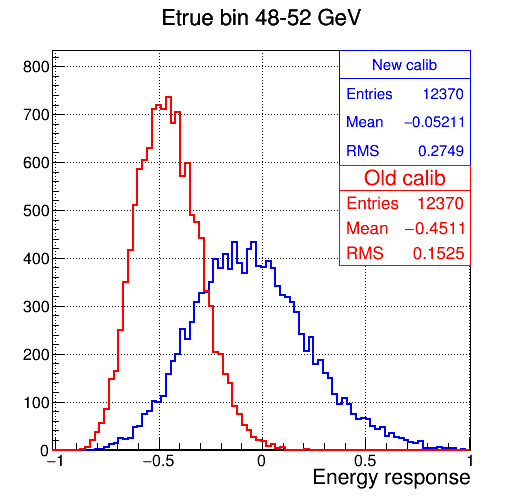 Etrue bin 48-52 GeV
New calib
Entries 12370
Mean −0.05211
RMS 0.2749
Old calib
Entries 12370
Mean −0.4511
RMS 0.1525
800
700
600
500
400
300
200
100
0
−1 −0.5 0 0.5 1
Energy response